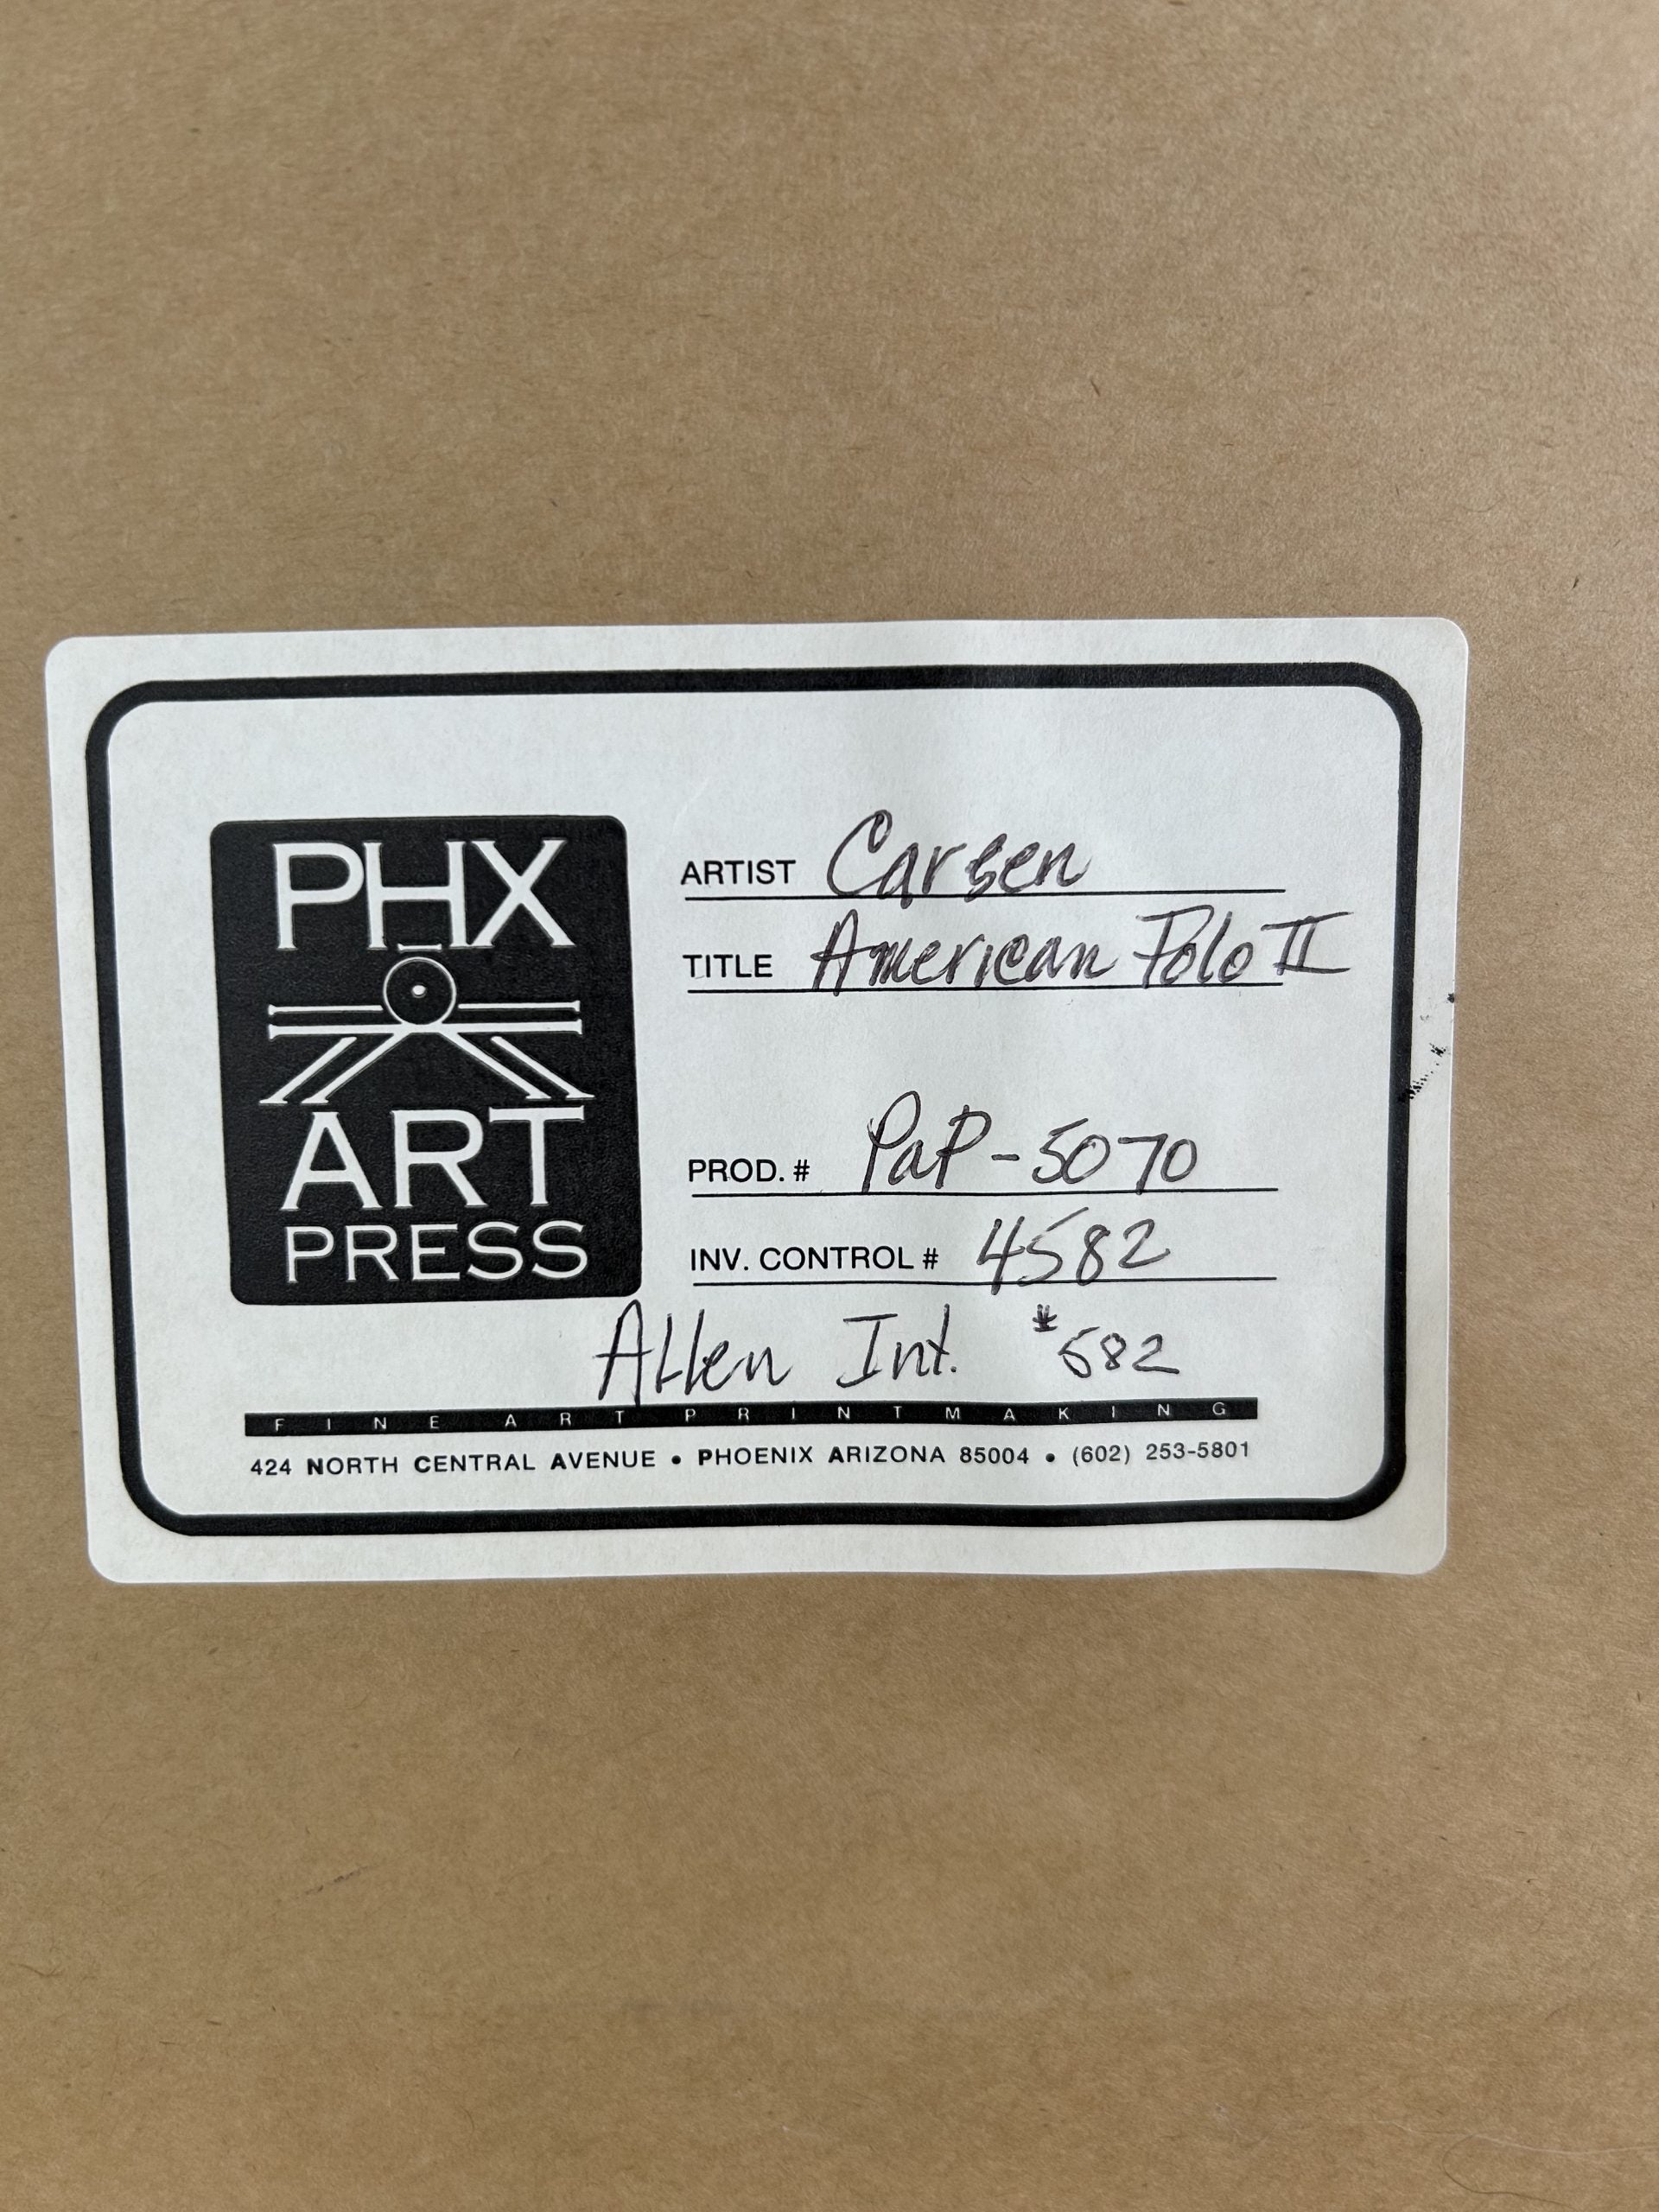 PHX
ART
PRESS
ARTIST Carsen
TITLE American Polo II
PROD. # PaP-5070
INV. CONTROL # 4582
Allen Int. #582
FINE ART PRINTMAKING
424 NORTH CENTRAL AVENUE • PHOENIX ARIZONA 85004 • (602) 253-5801